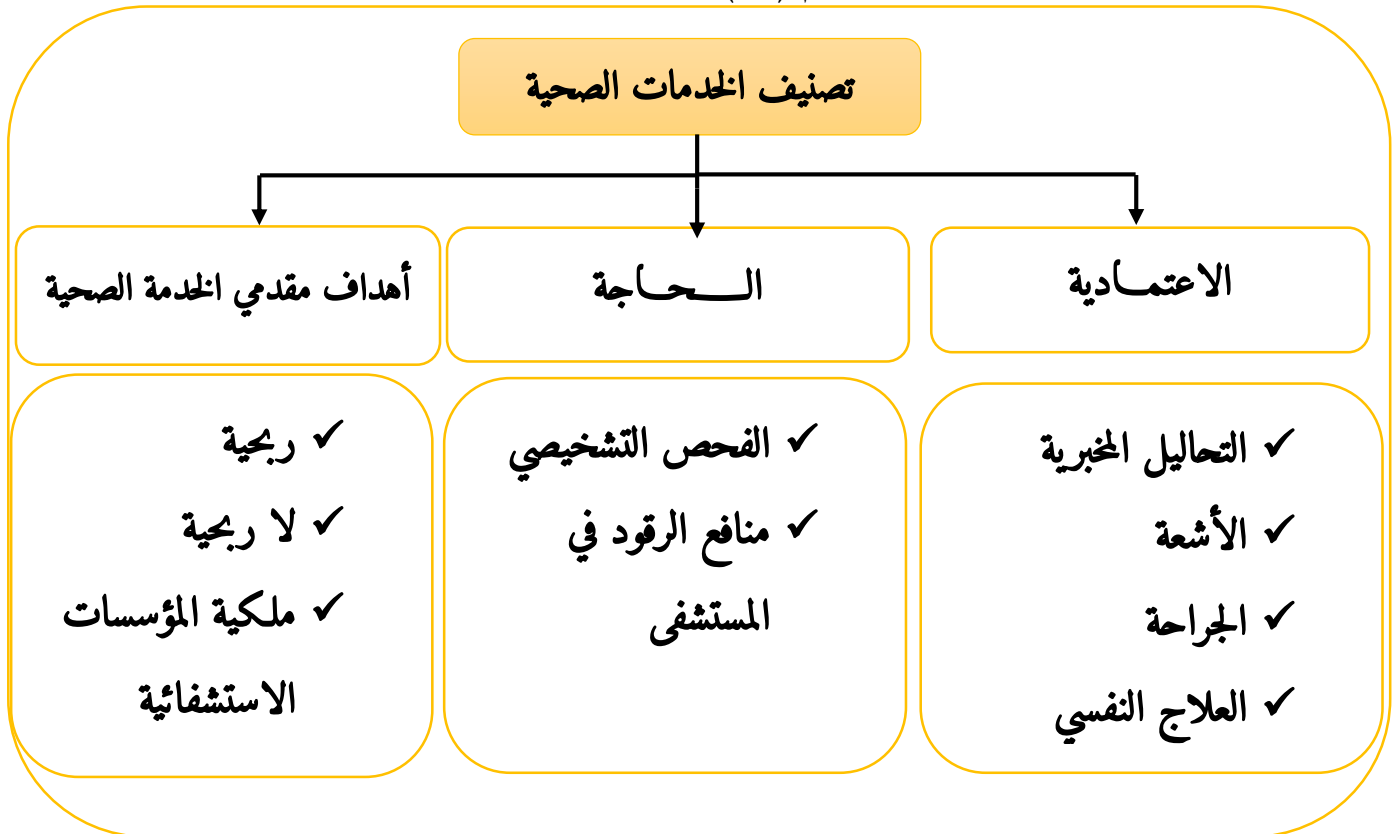 تصنيف الخدمات الصحية
الاعتمــادية
الـــــحــاجة
أهداف مقدمي الخدمة الصحية
✓ التحاليل المخبرية
✓ الأشعة
✓ الجراحة
✓ العلاج النفسي
✓ الفحص التشخيصي
✓ منافع الرقود في
المستشفى
✓ ربحية
✓ لا ربحية
✓ ملكية المؤسسات
الاستشفائية